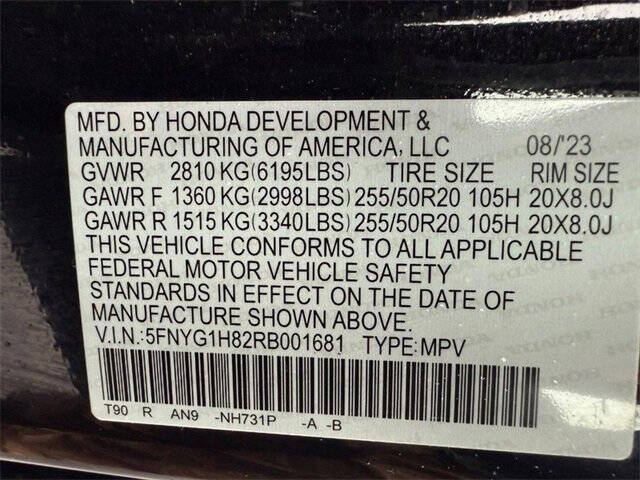 MFD. BY HONDA DEVELOPMENT &
MANUFACTURING OF AMERICA, LLC 08/'23
GVWR 2810 KG(6195LBS) TIRE SIZE RIM SIZE
GAWR F 1360 KG(2998LBS) 255/50R20 105H 20X8.0J
GAWR R 1515 KG(3340LBS) 255/50R20 105H 20X8.0J
THIS VEHICLE CONFORMS TO ALL APPLICABLE
FEDERAL MOTOR VEHICLE SAFETY
STANDARDS IN EFFECT ON THE DATE OF
MANUFACTURE SHOWN ABOVE.
V.I.N.:5FNYG1H82RB001681 TYPE:MPV
T90 R AN9 -NH731P -A -B